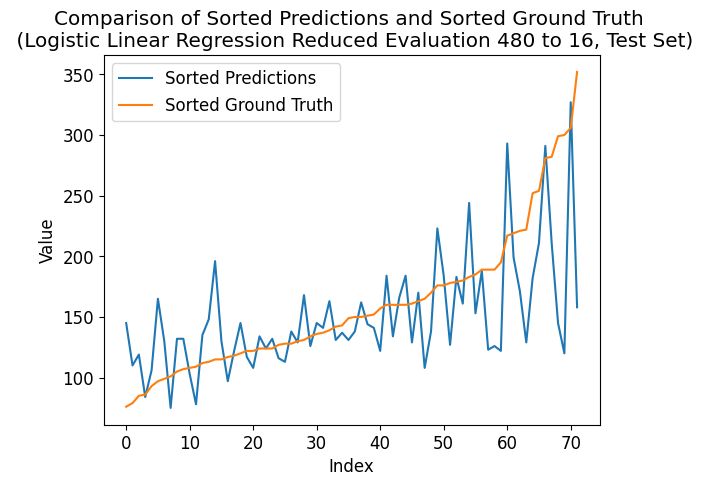 Comparison of Sorted Predictions and Sorted Ground Truth
(Logistic Linear Regression Reduced Evaluation 480 to 16, Test Set)
Sorted Predictions
Sorted Ground Truth
350
300
250
200
150
100
Value
0 10 20 30 40 50 60 70
Index